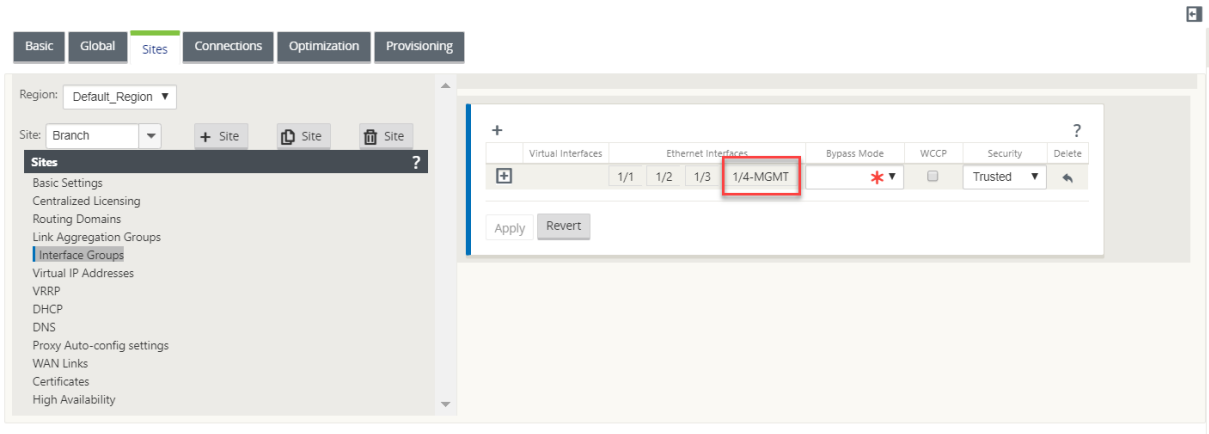 Basic Global Sites Connections Optimization Provisioning
Region: Default_Region
Site: Branch + Site Site Site
Sites ?
Basic Settings
Centralized Licensing
Routing Domains
Link Aggregation Groups
Interface Groups
Virtual IP Addresses
VRRP
DHCP
DNS
Proxy Auto-config settings
WAN Links
Certificates
High Availability
+ ?
Virtual Interfaces Ethernet Interfaces Bypass Mode WCCP Security Delete
1/1 1/2 1/3 1/4-MGMT Trusted
Apply Revert